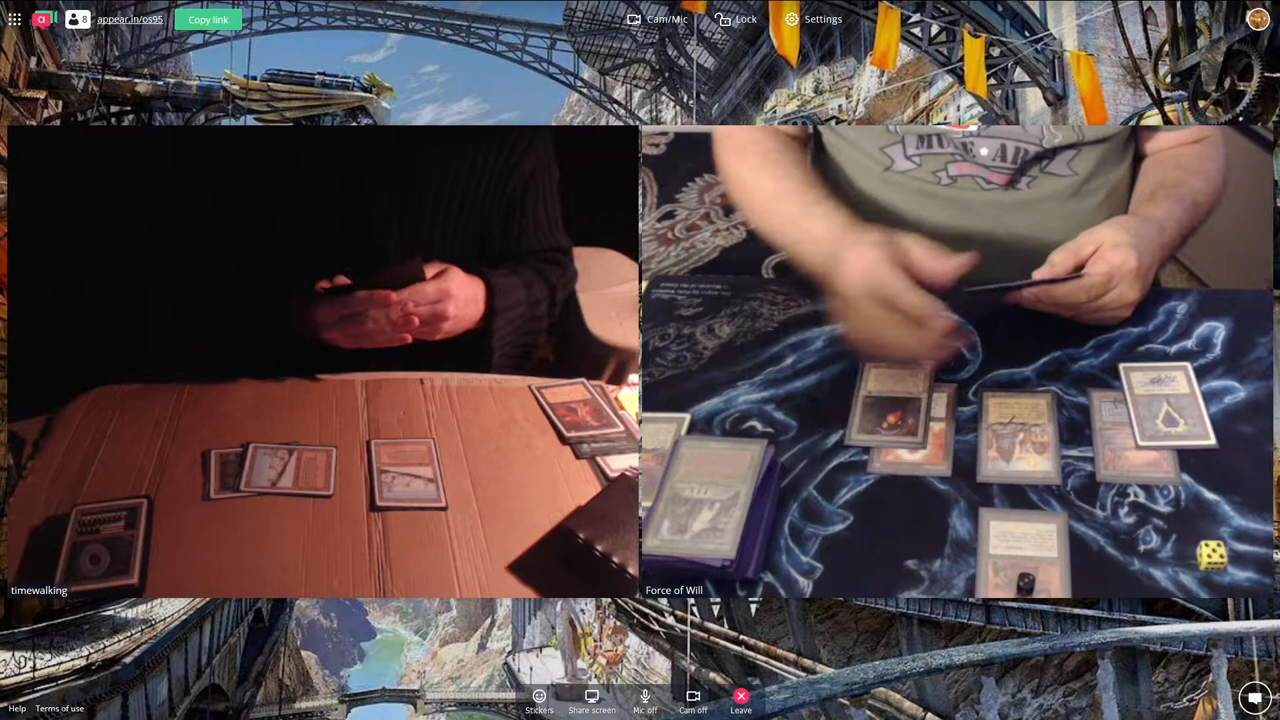 8 appear.in/os95 Copy link Cam/Mic Lock Settings
timewalking Force of Will
Help Terms of use Stickers Share screen Mic off Cam off Leave